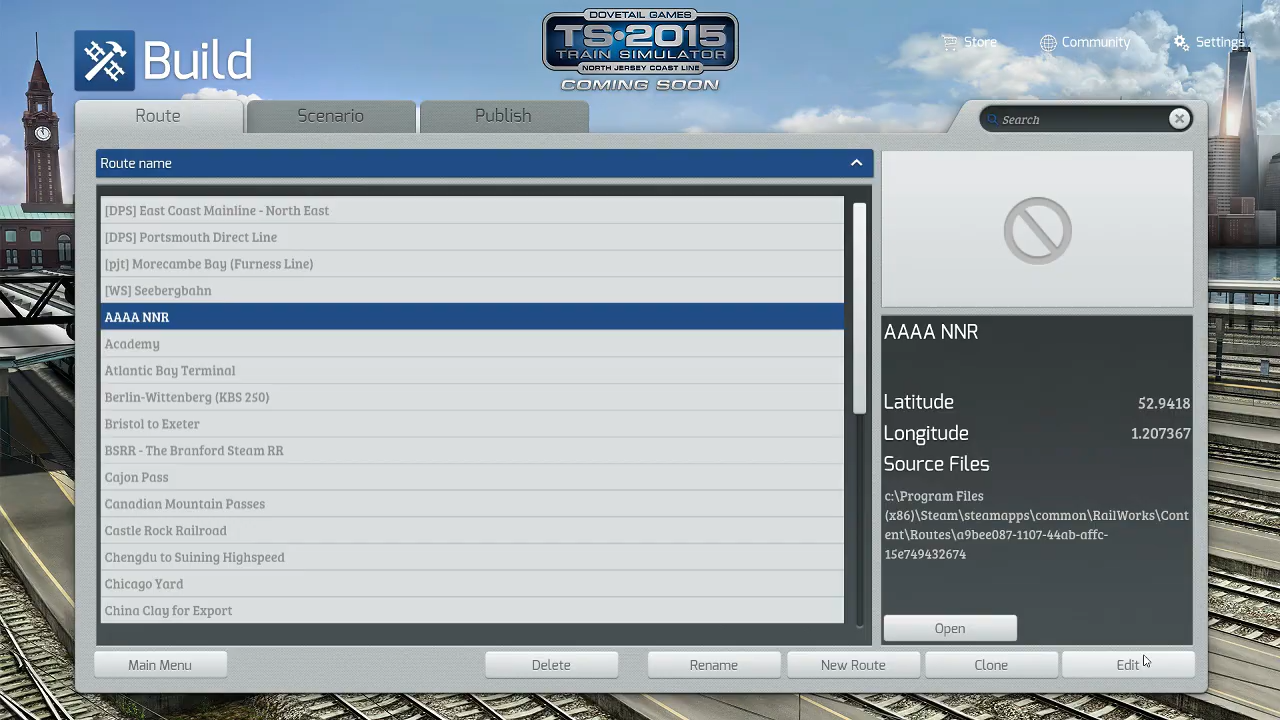 DOVETAIL GAMES
TS·2015
TRAIN SIMULATOR
NORTH JERSEY COAST LINE
COMING SOON
Build
Store
Community
Settings
Route
Scenario
Publish
Search
Route name
[DPS] East Coast Mainline - North East
[DPS] Portsmouth Direct Line
[pjt] Morecambe Bay (Furness Line)
[WS] Seebergbahn
AAAA NNR
Academy
Atlantic Bay Terminal
Berlin-Wittenberg (KBS 250)
Bristol to Exeter
BSRR - The Branford Steam RR
Cajon Pass
Canadian Mountain Passes
Castle Rock Railroad
Chengdu to Suining Highspeed
Chicago Yard
China Clay for Export
AAAA NNR
Latitude 52.9418
Longitude 1.207367
Source Files
c:\Program Files
(x86)\Steam\steamapps\common\RailWorks\Cont
ent\Routes\a9bee087-1107-44ab-affc-
15e749432674
Open
Main Menu
Delete
Rename
New Route
Clone
Edit